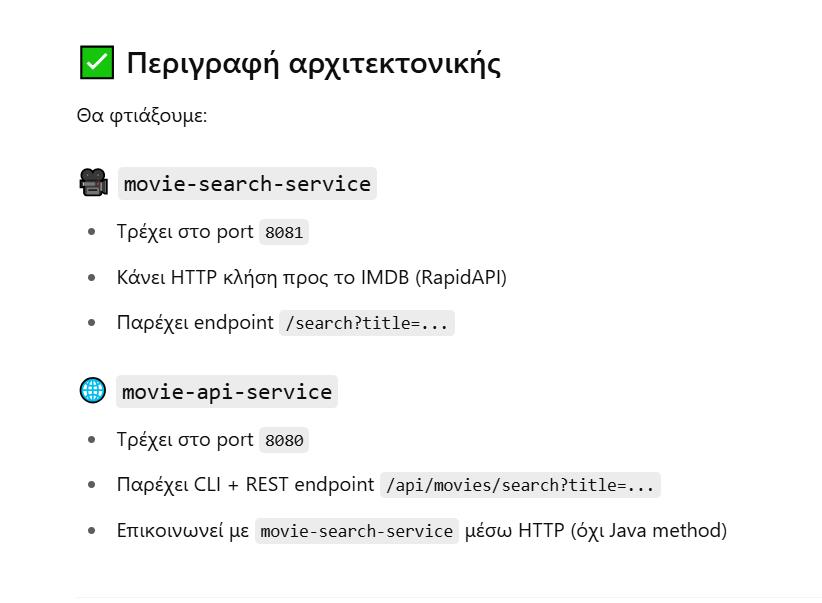 Περιγραφή αρχιτεκτονικής
Θα φτιάξουμε:
movie-search-service
Τρέχει στο port 8081
Κάνει HTTP κλήση προς το IMDB (RapidAPI)
Παρέχει endpoint /search?title=...
movie-api-service
Τρέχει στο port 8080
Παρέχει CLI + REST endpoint /api/movies/search?title=...
Επικοινωνεί με movie-search-service μέσω HTTP (όχι Java method)